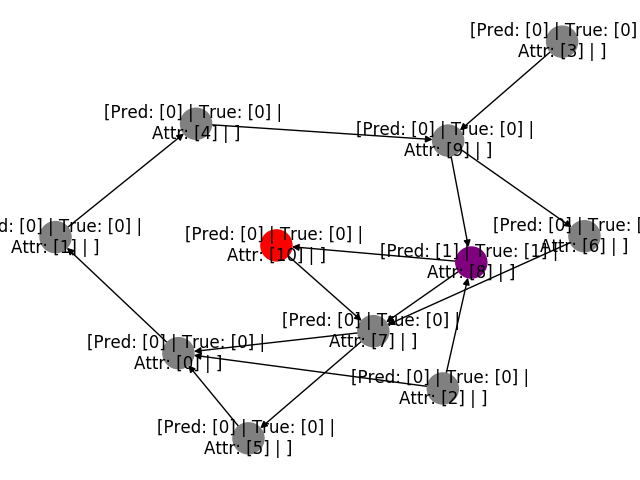 [Pred: [0] | True: [0]
Attr: [3] | ]
[Pred: [0] | True: [0] |
Attr: [4] | ]
[Pred: [0] | True: [0] |
Attr: [9] | ]
d: [0] | True: [0] |
Attr: [1] | ]
[Pred: [0] | True: [0] |
Attr: [10] | ]
[Pred: [0] | True: [
Attr: [6] | ]
[Pred: [1] | True: [1] |
Attr: [8] | ]
[Pred: [0] | True: [0] |
Attr: [7] | ]
[Pred: [0] | True: [0] |
Attr: [0] | ]
[Pred: [0] | True: [0] |
Attr: [2] | ]
[Pred: [0] | True: [0] |
Attr: [5] | ]